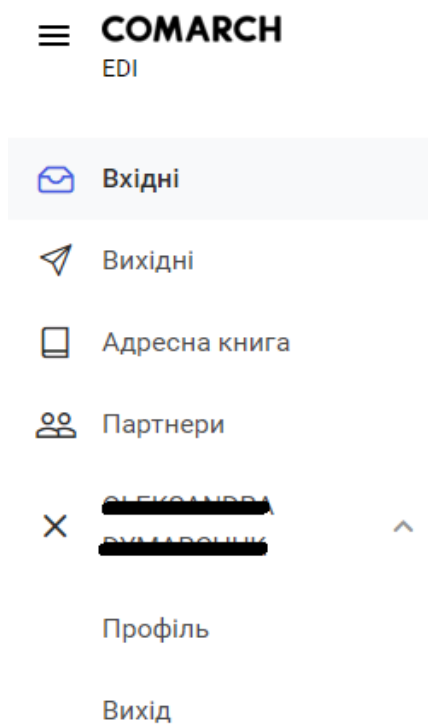 COMARCH
EDI
Вхідні
Вихідні
Адресна книга
Партнери
Профіль
Вихід